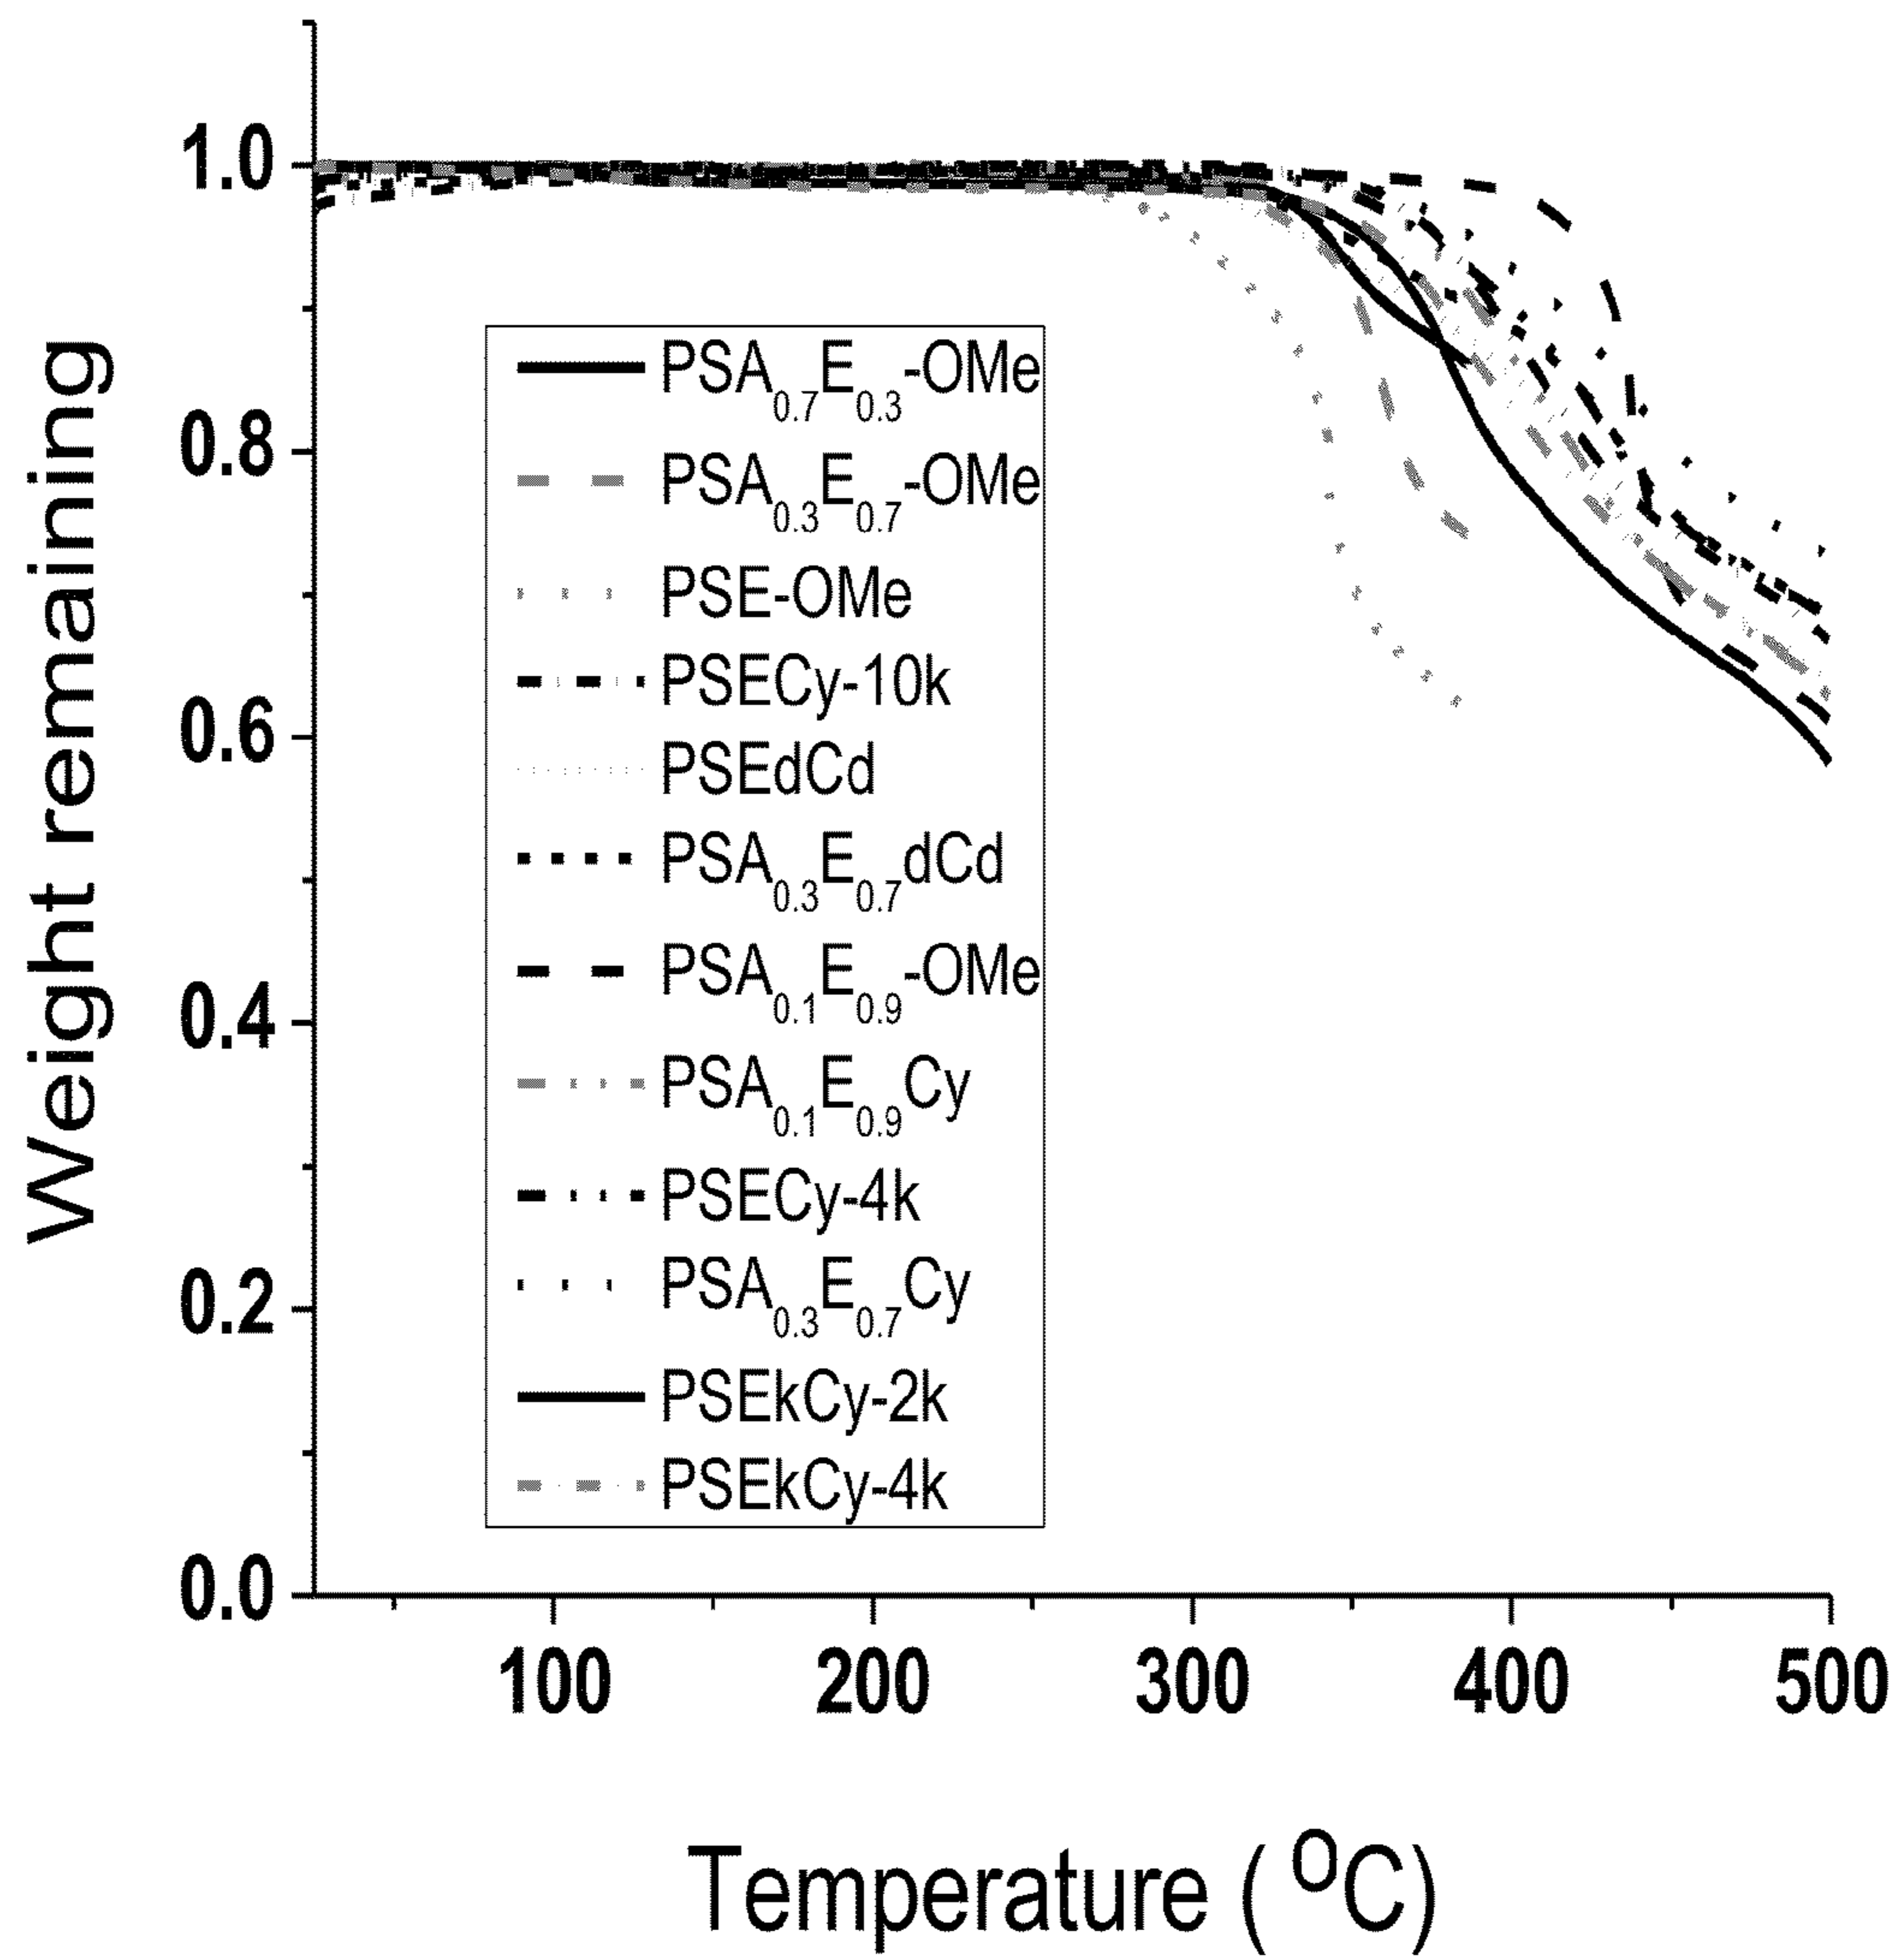 Weight remaining
1.0
0.8
0.6
0.4
0.2
0.0
PSA0.7E0.3-OMe
PSA0.3E0.7-OMe
PSE-OMe
PSECy-10k
PSEdCd
PSA0.3E0.7dCd
PSA0.1E0.9-OMe
PSA0.1E0.9Cy
PSECy-4k
PSA0.3E0.7Cy
PSEkCy-2k
PSEkCy-4k
100 200 300 400 500
Temperature ( OC)